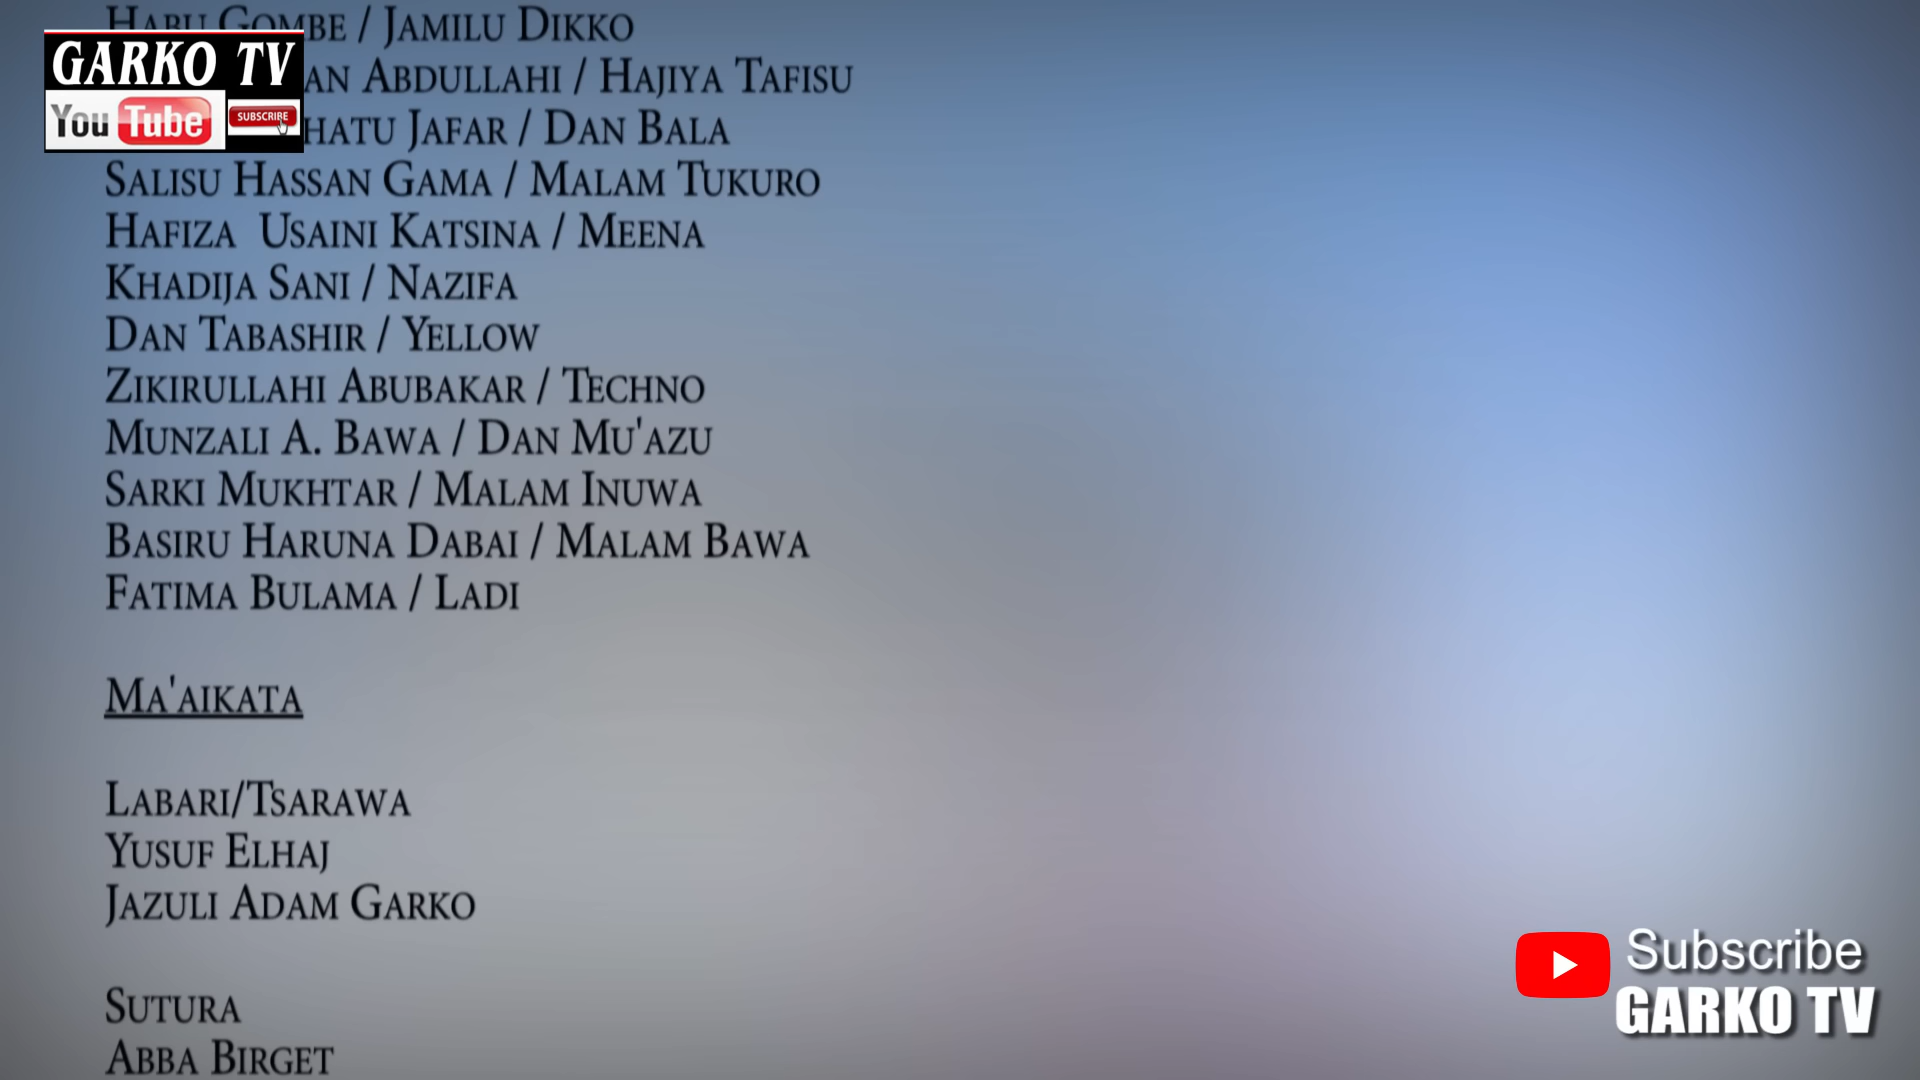 Habu Gombe / Jamilu Dikko
GARKO TV
You Tube
SUBSCRIBE
Abdullahi / Hajiya Tafisu
Jafar / Dan Bala
Salisu Hassan Gama / Malam Tukuro
Hafiza Usaini Katsina / Meena
Khadija Sani / Nazifa
Dan Tabashir / Yellow
Zikirullahi Abubakar / Techno
Munzali A. Bawa / Dan Mu'azu
Sarki Mukhtar / Malam Inuwa
Basiru Haruna Dabai / Malam Bawa
Fatima Bulama / Ladi
Ma'aikata
Labari/Tsarawa
Yusuf Elhaj
Jazuli Adam Garko
Sutura
Abba Birget
Subscribe
GARKO TV